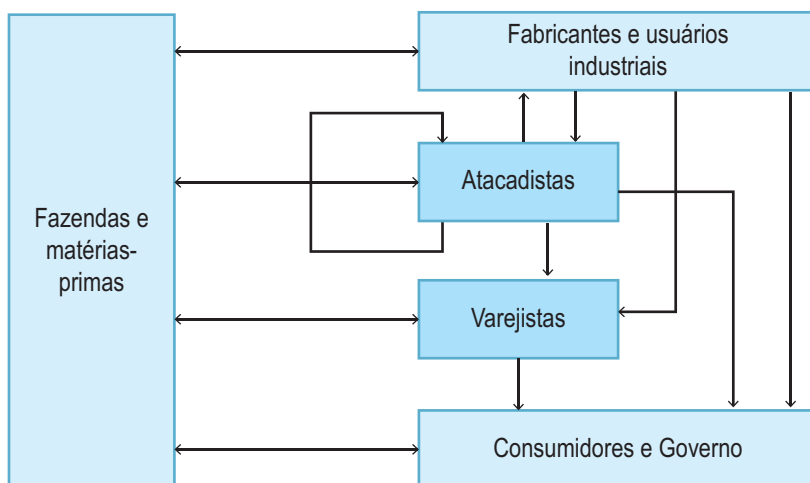 Fabricantes e usuários
industriais
Atacadistas
Fazendas e
matérias-
primas
Varejistas
Consumidores e Governo